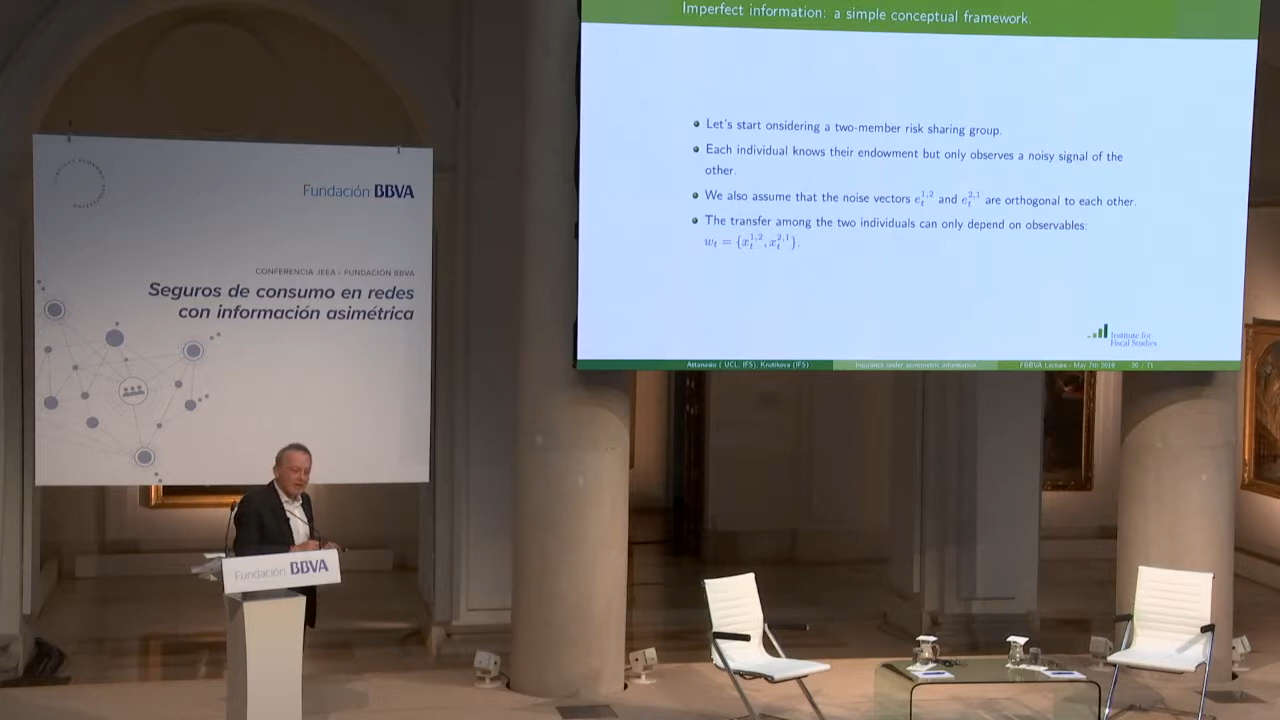 Imperfect information: a simple conceptual framework.
Let's start onsidering a two-member risk sharing group.
Each individual knows their endowment but only observes a noisy signal of the
other.
We also assume that the noise vectors e_t^{1,2} and e_t^{2,1} are orthogonal to each other.
The transfer among the two individuals can only depend on observables:
w_t = {x_t^{1,2}, x_t^{2,1}}.
Institute for
Fiscal Studies
Attanasio ( UCL, IFS), Krutikova (IFS) Insurance under asymmetric information FBBVA Lecture - May 7th 2019 30 / 71
Fundación BBVA
CONFERENCIA JEEA / FUNDACIÓN BBVA
Seguros de consumo en redes
con información asimétrica
Fundación BBVA